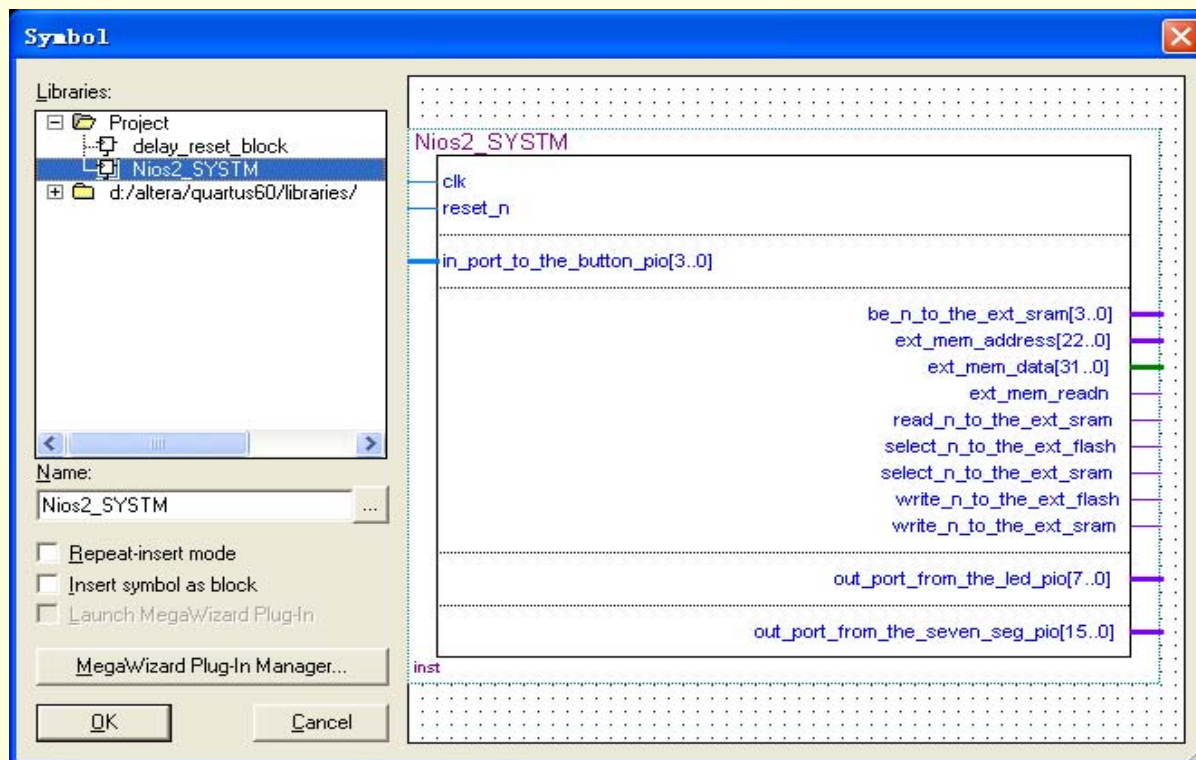 Symbol
Libraries:
Project
delay_reset_block
Nios2_SYSTM
d:/altera/quartus60/libraries/
Name:
Nios2_SYSTM
...
Repeat-insert mode
Insert symbol as block
Launch MegaWizard Plug-In
MegaWizard Plug-In Manager...
OK
Cancel
Nios2_SYSTM
clk
reset_n
in_port_to_the_button_pio[3..0]
be_n_to_the_ext_sram[3..0]
ext_mem_address[22..0]
ext_mem_data[31..0]
ext_mem_readn
read_n_to_the_ext_sram
select_n_to_the_ext_flash
select_n_to_the_ext_sram
write_n_to_the_ext_flash
write_n_to_the_ext_sram
out_port_from_the_led_pio[7..0]
out_port_from_the_seven_seg_pio[15..0]
inst